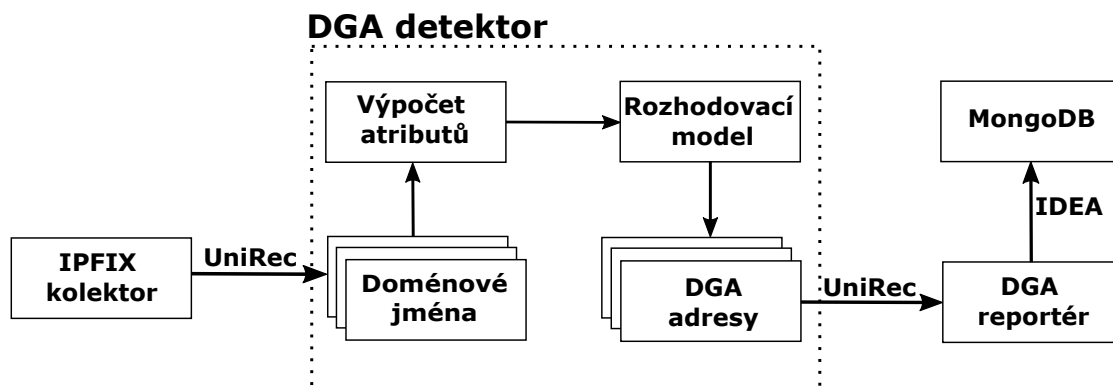 DGA detektor
Výpočet
atributů
Rozhodovací
model
MongoDB
IDEA
IPFIX
kolektor
UniRec
Doménové
jména
DGA
adresy
UniRec
DGA
reportér